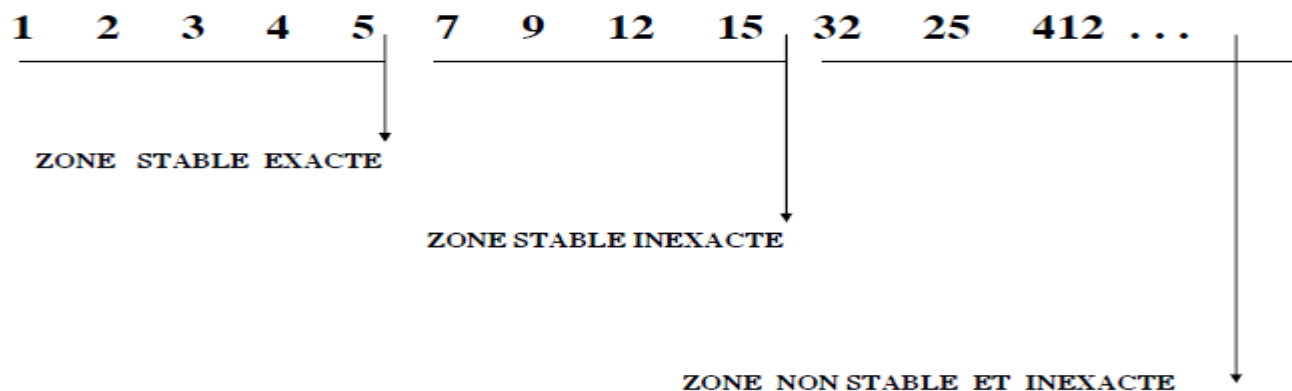 1 2 3 4 5 7 9 12 15 32 25 412 . . .
ZONE STABLE EXACTE
ZONE STABLE INEXACTE
ZONE NON STABLE ET INEXACTE